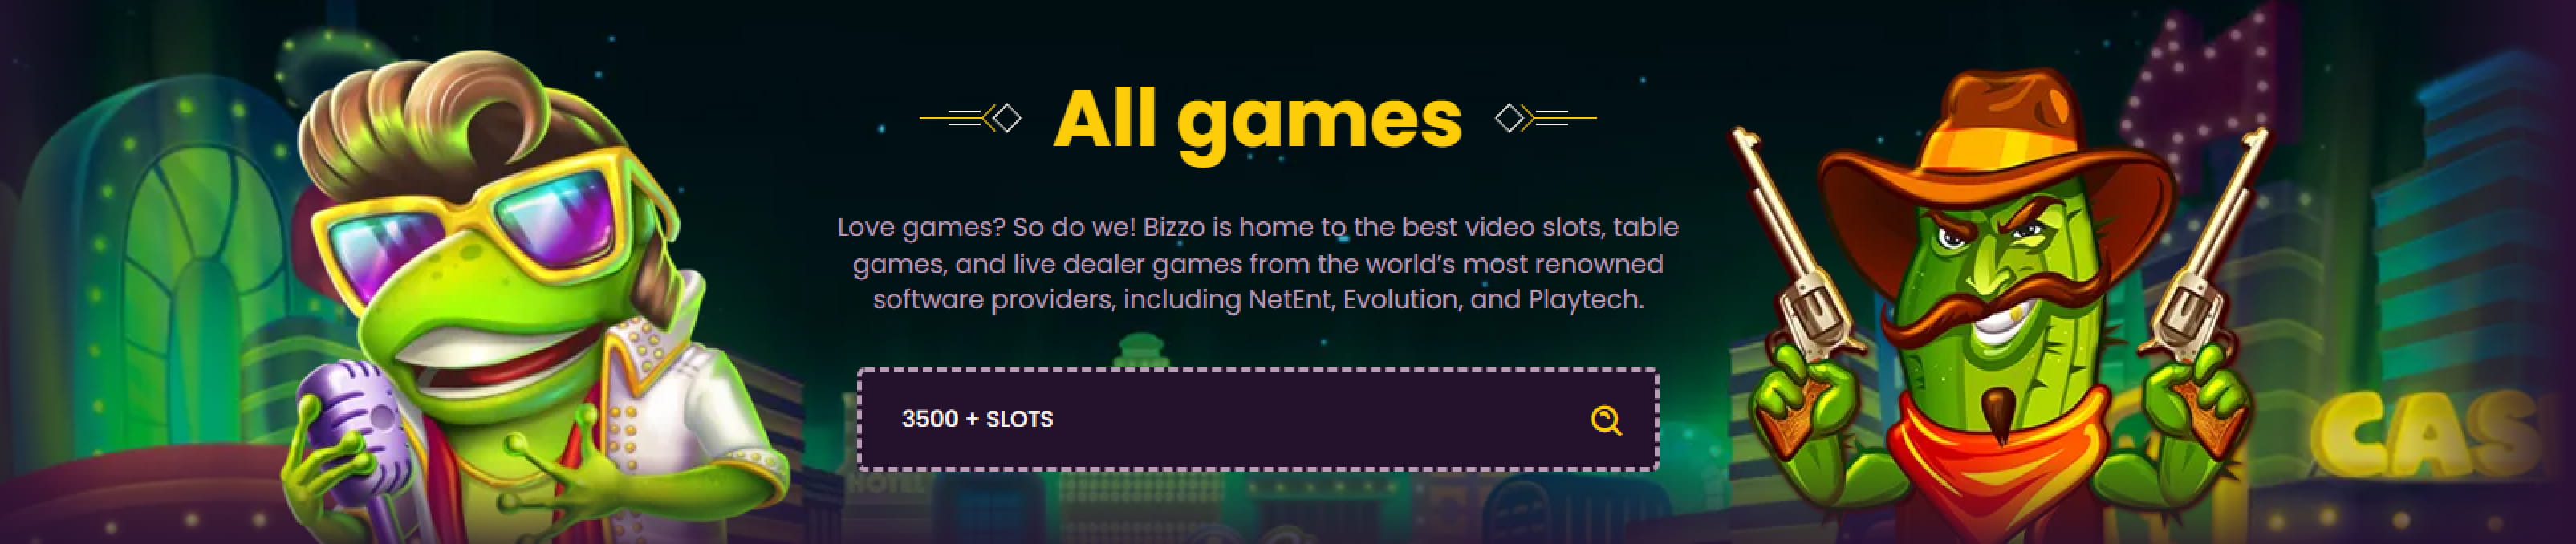 All games
Love games? So do we! Bizzo is home to the best video slots, table
games, and live dealer games from the world’s most renowned
software providers, including NetEnt, Evolution, and Playtech.
3500 + SLOTS
HOTEL
CAS